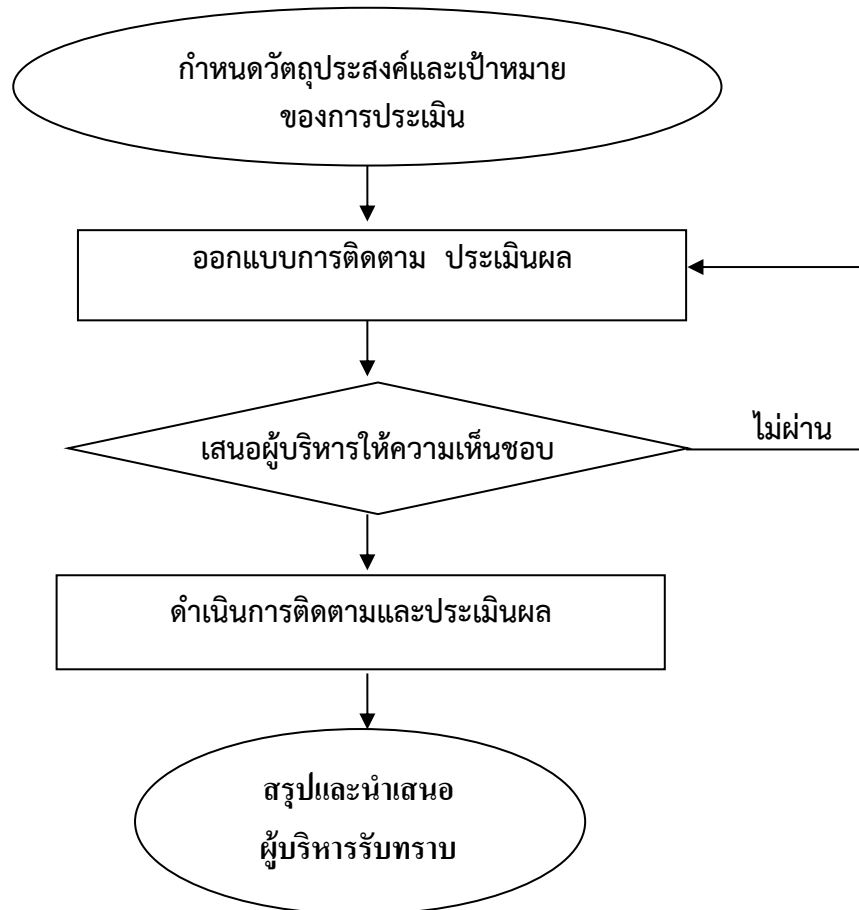 กำหนดวัตถุประสงค์และเป้าหมาย
ของการประเมิน
ออกแบบการติดตาม ประเมินผล
เสนอผู้บริหารให้ความเห็นชอบ
ไม่ผ่าน
ดำเนินการติดตามและประเมินผล
สรุปและนำเสนอ
ผู้บริหารรับทราบ